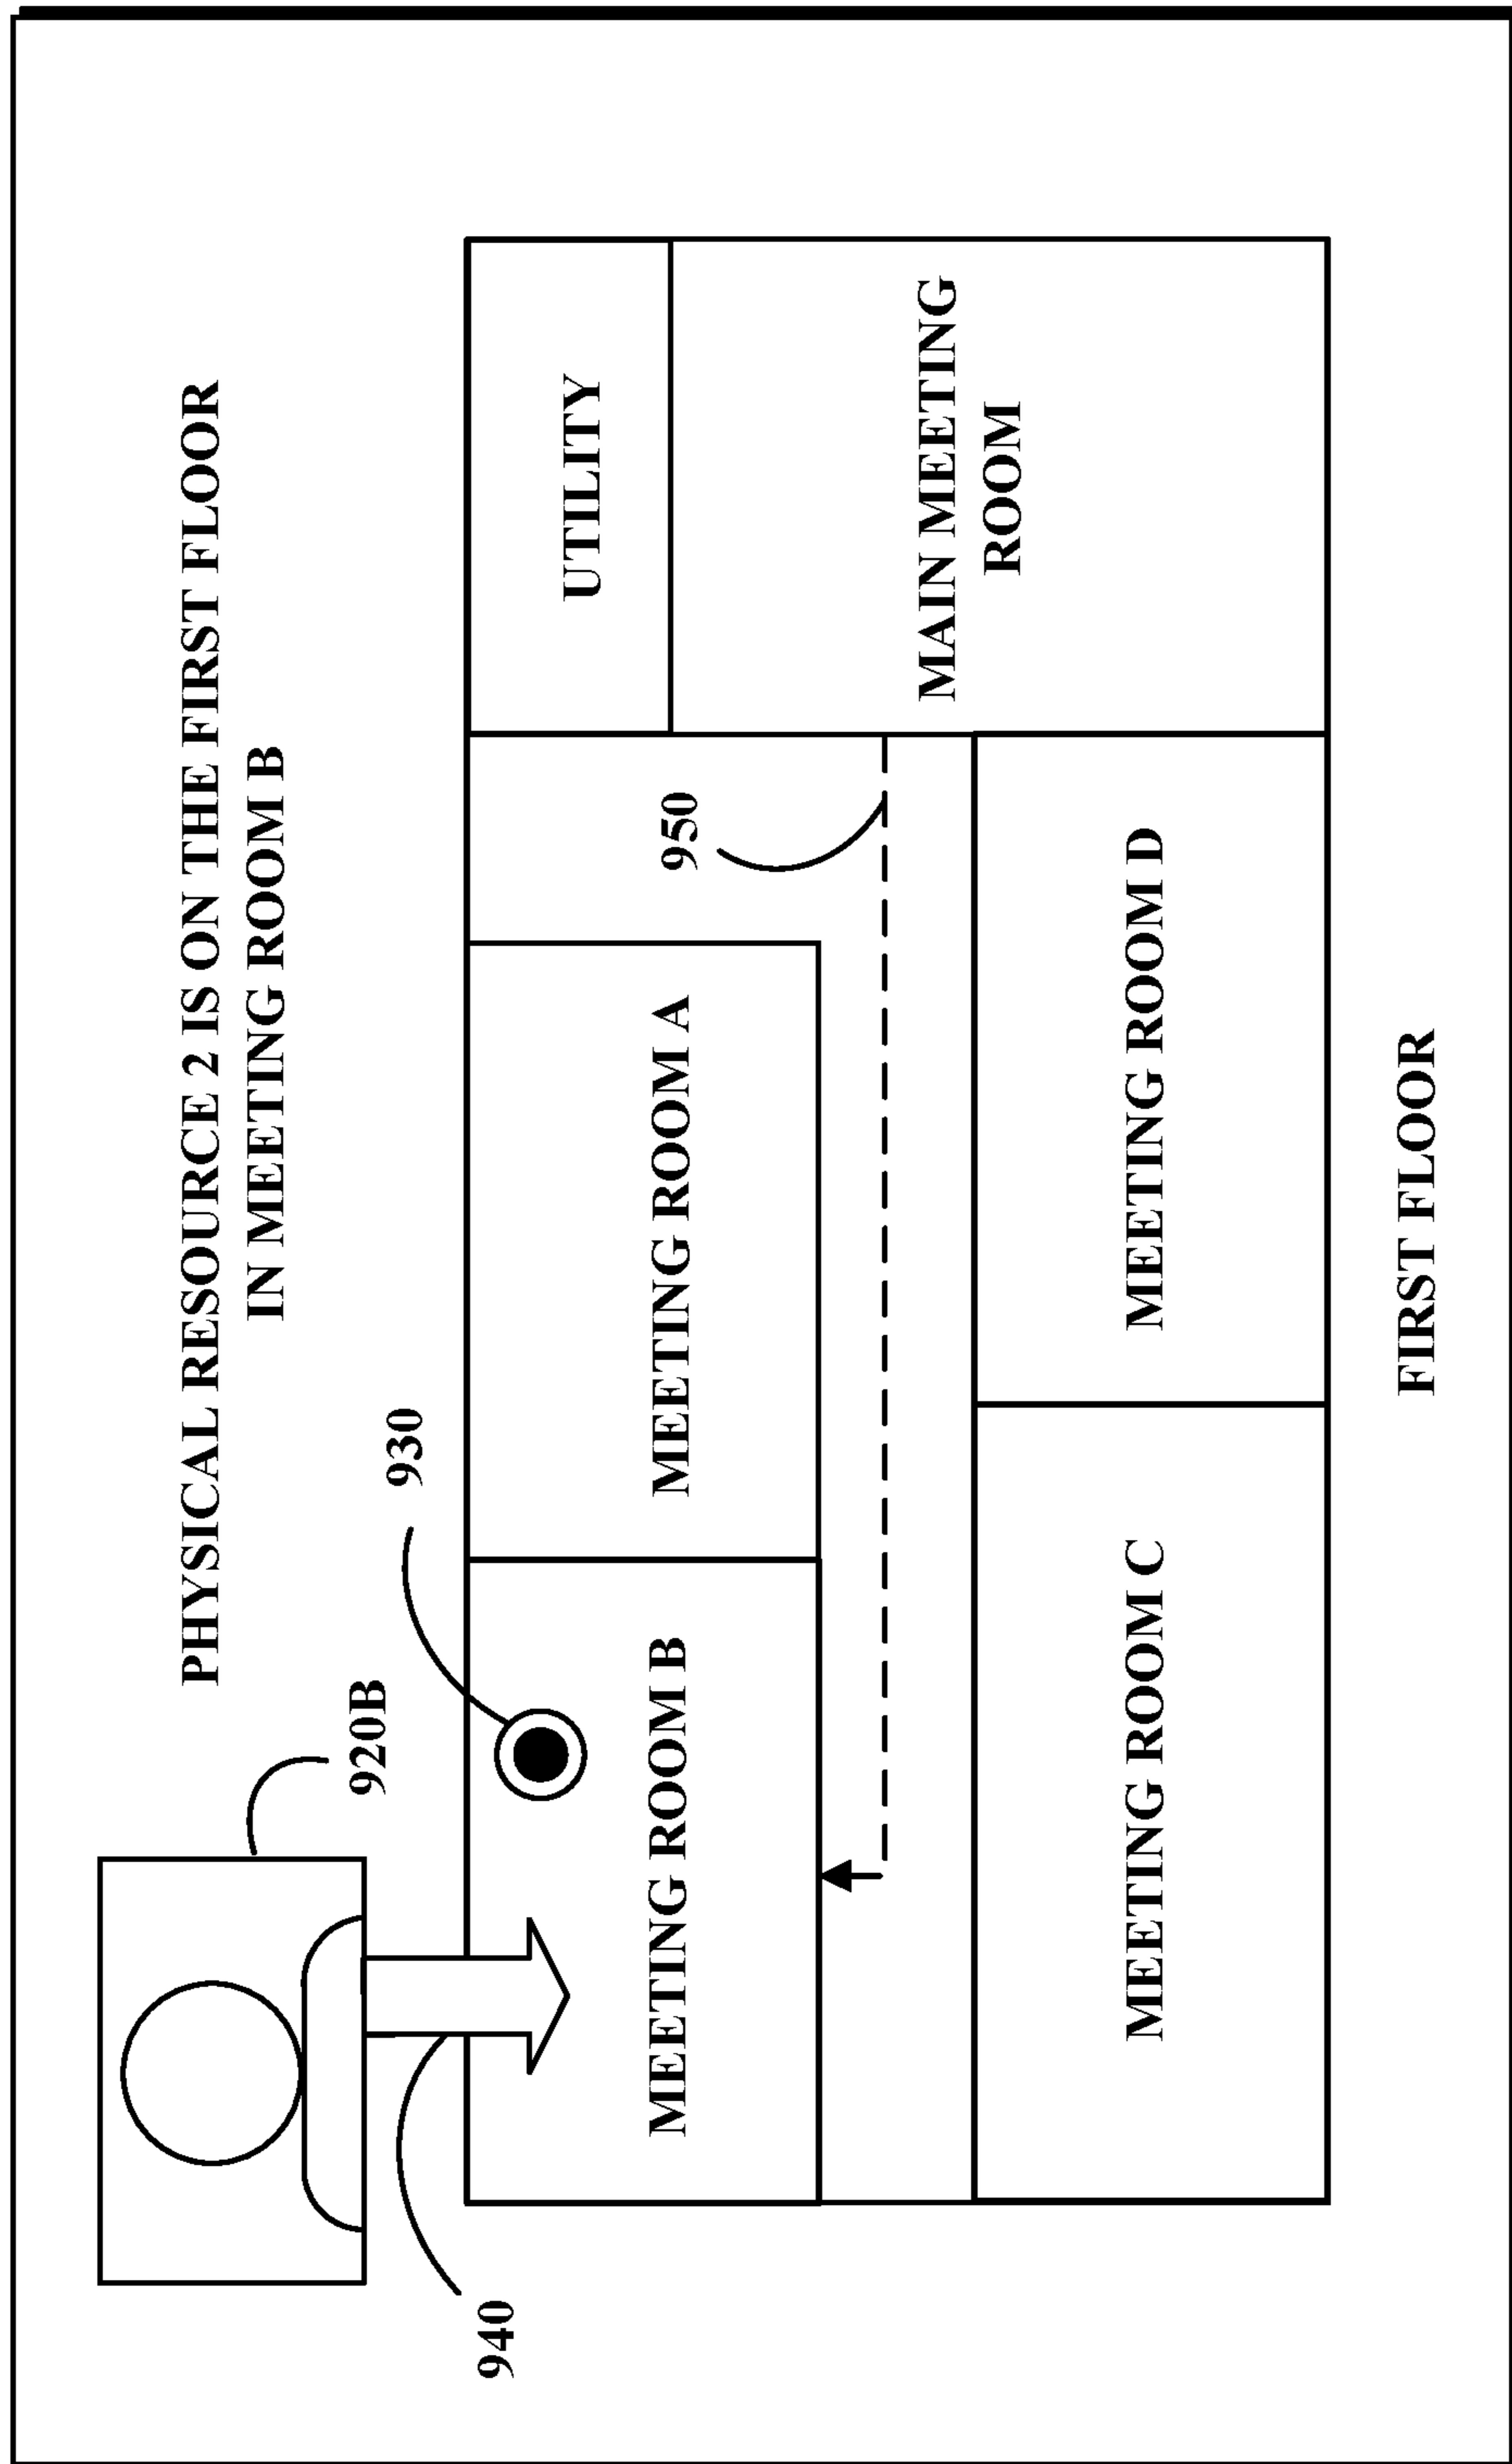 PHYSICAL RESOURCE 2 IS ON THE FIRST FLOOR
IN MEETING ROOM B
920B
930
940
MEETING ROOM B
MEETING ROOM A
950
UTILITY
MAIN MEETING
ROOM
MEETING ROOM C
MEETING ROOM D
FIRST FLOOR